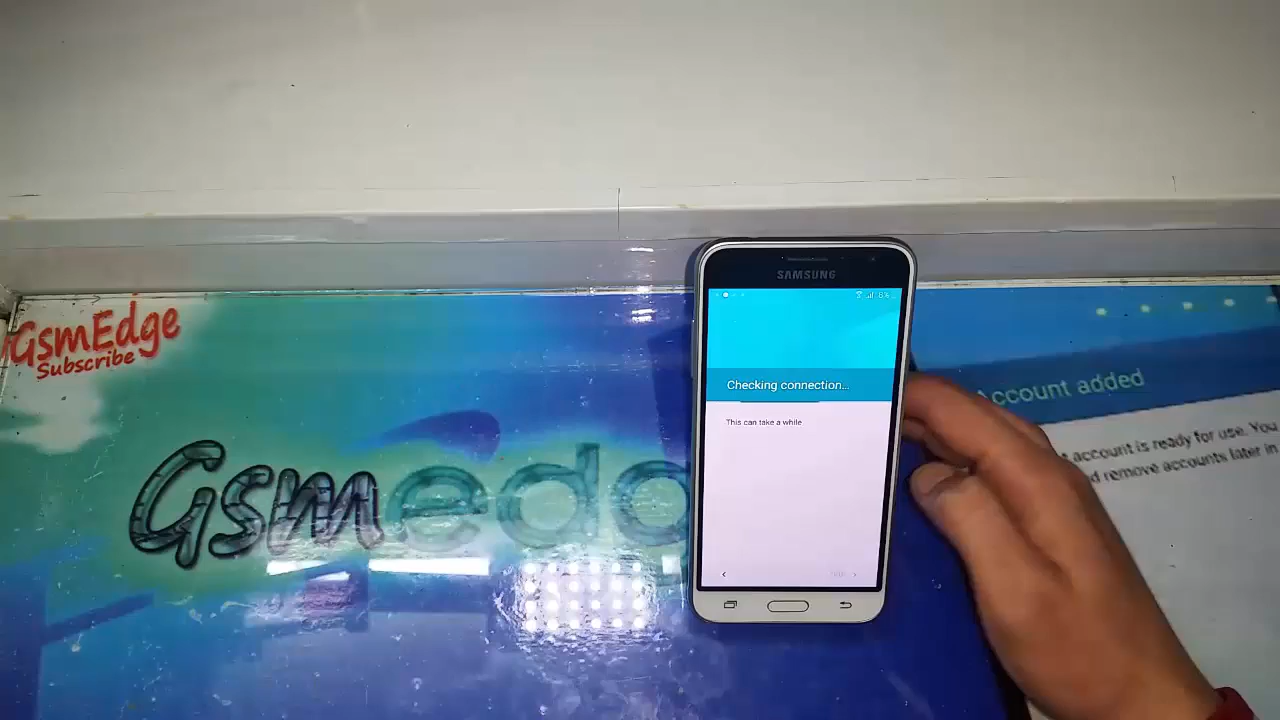 SAMSUNG
Checking connection...
This can take a while
GsmEdge
Subscribe
Gsmedg
Account added
account is ready for use. You
d remove accounts later in